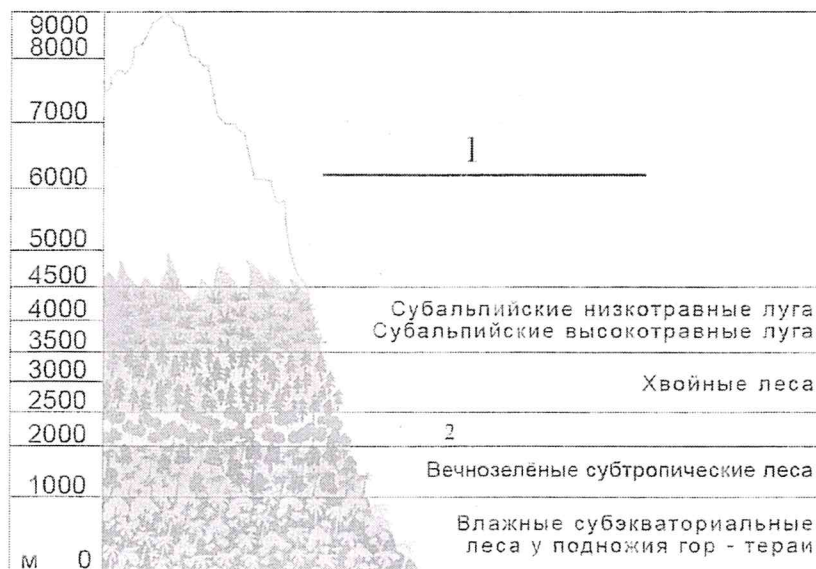 9000
8000
7000
1
6000
5000
4500
Субальпийские низкотравные луга
4000
Субальпийские высокотравные луга
3500
3000
Хвойные леса
2500
2
2000
Вечнозелёные субтропические леса
1000
Влажные субэкваториальные
леса у подножия гор - тераи
м 0